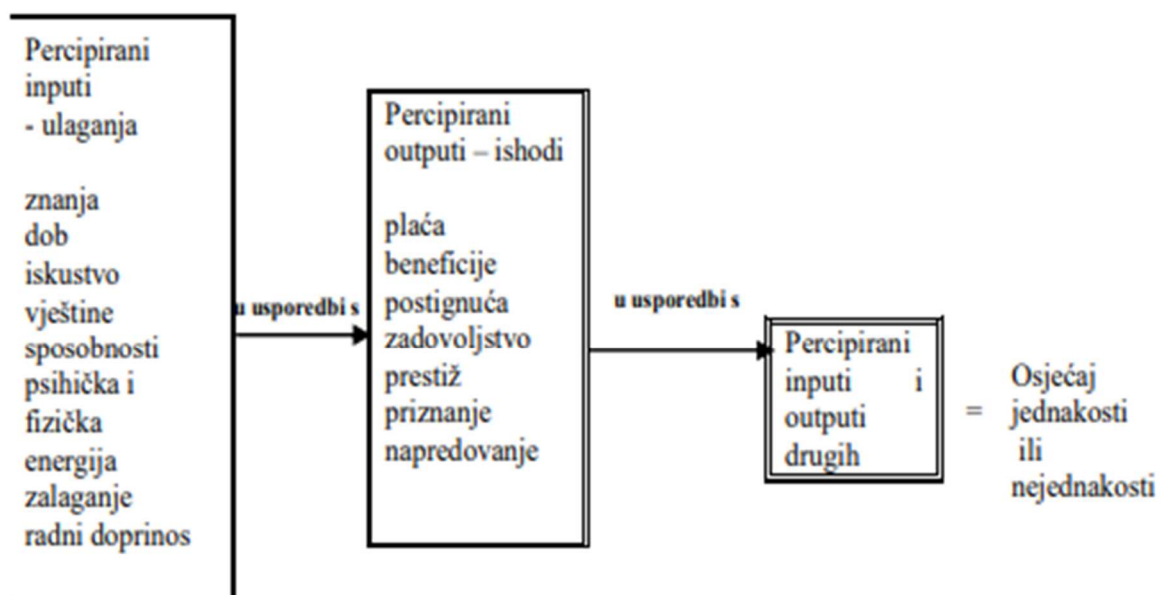 Percipirani
inputi
- ulaganja
znanja
dob
iskustvo
vještine
sposobnosti
psihička i
fizička
energija
zalaganje
radni doprinos
u usporedbi s
Percipirani
outputi – ishodi
plaća
beneficije
postignuća
zadovoljstvo
prestiž
priznanje
napredovanje
u usporedbi s
Percipirani
inputi i
outputi
drugih
=
Osjećaj
jednakosti
ili
nejednakosti